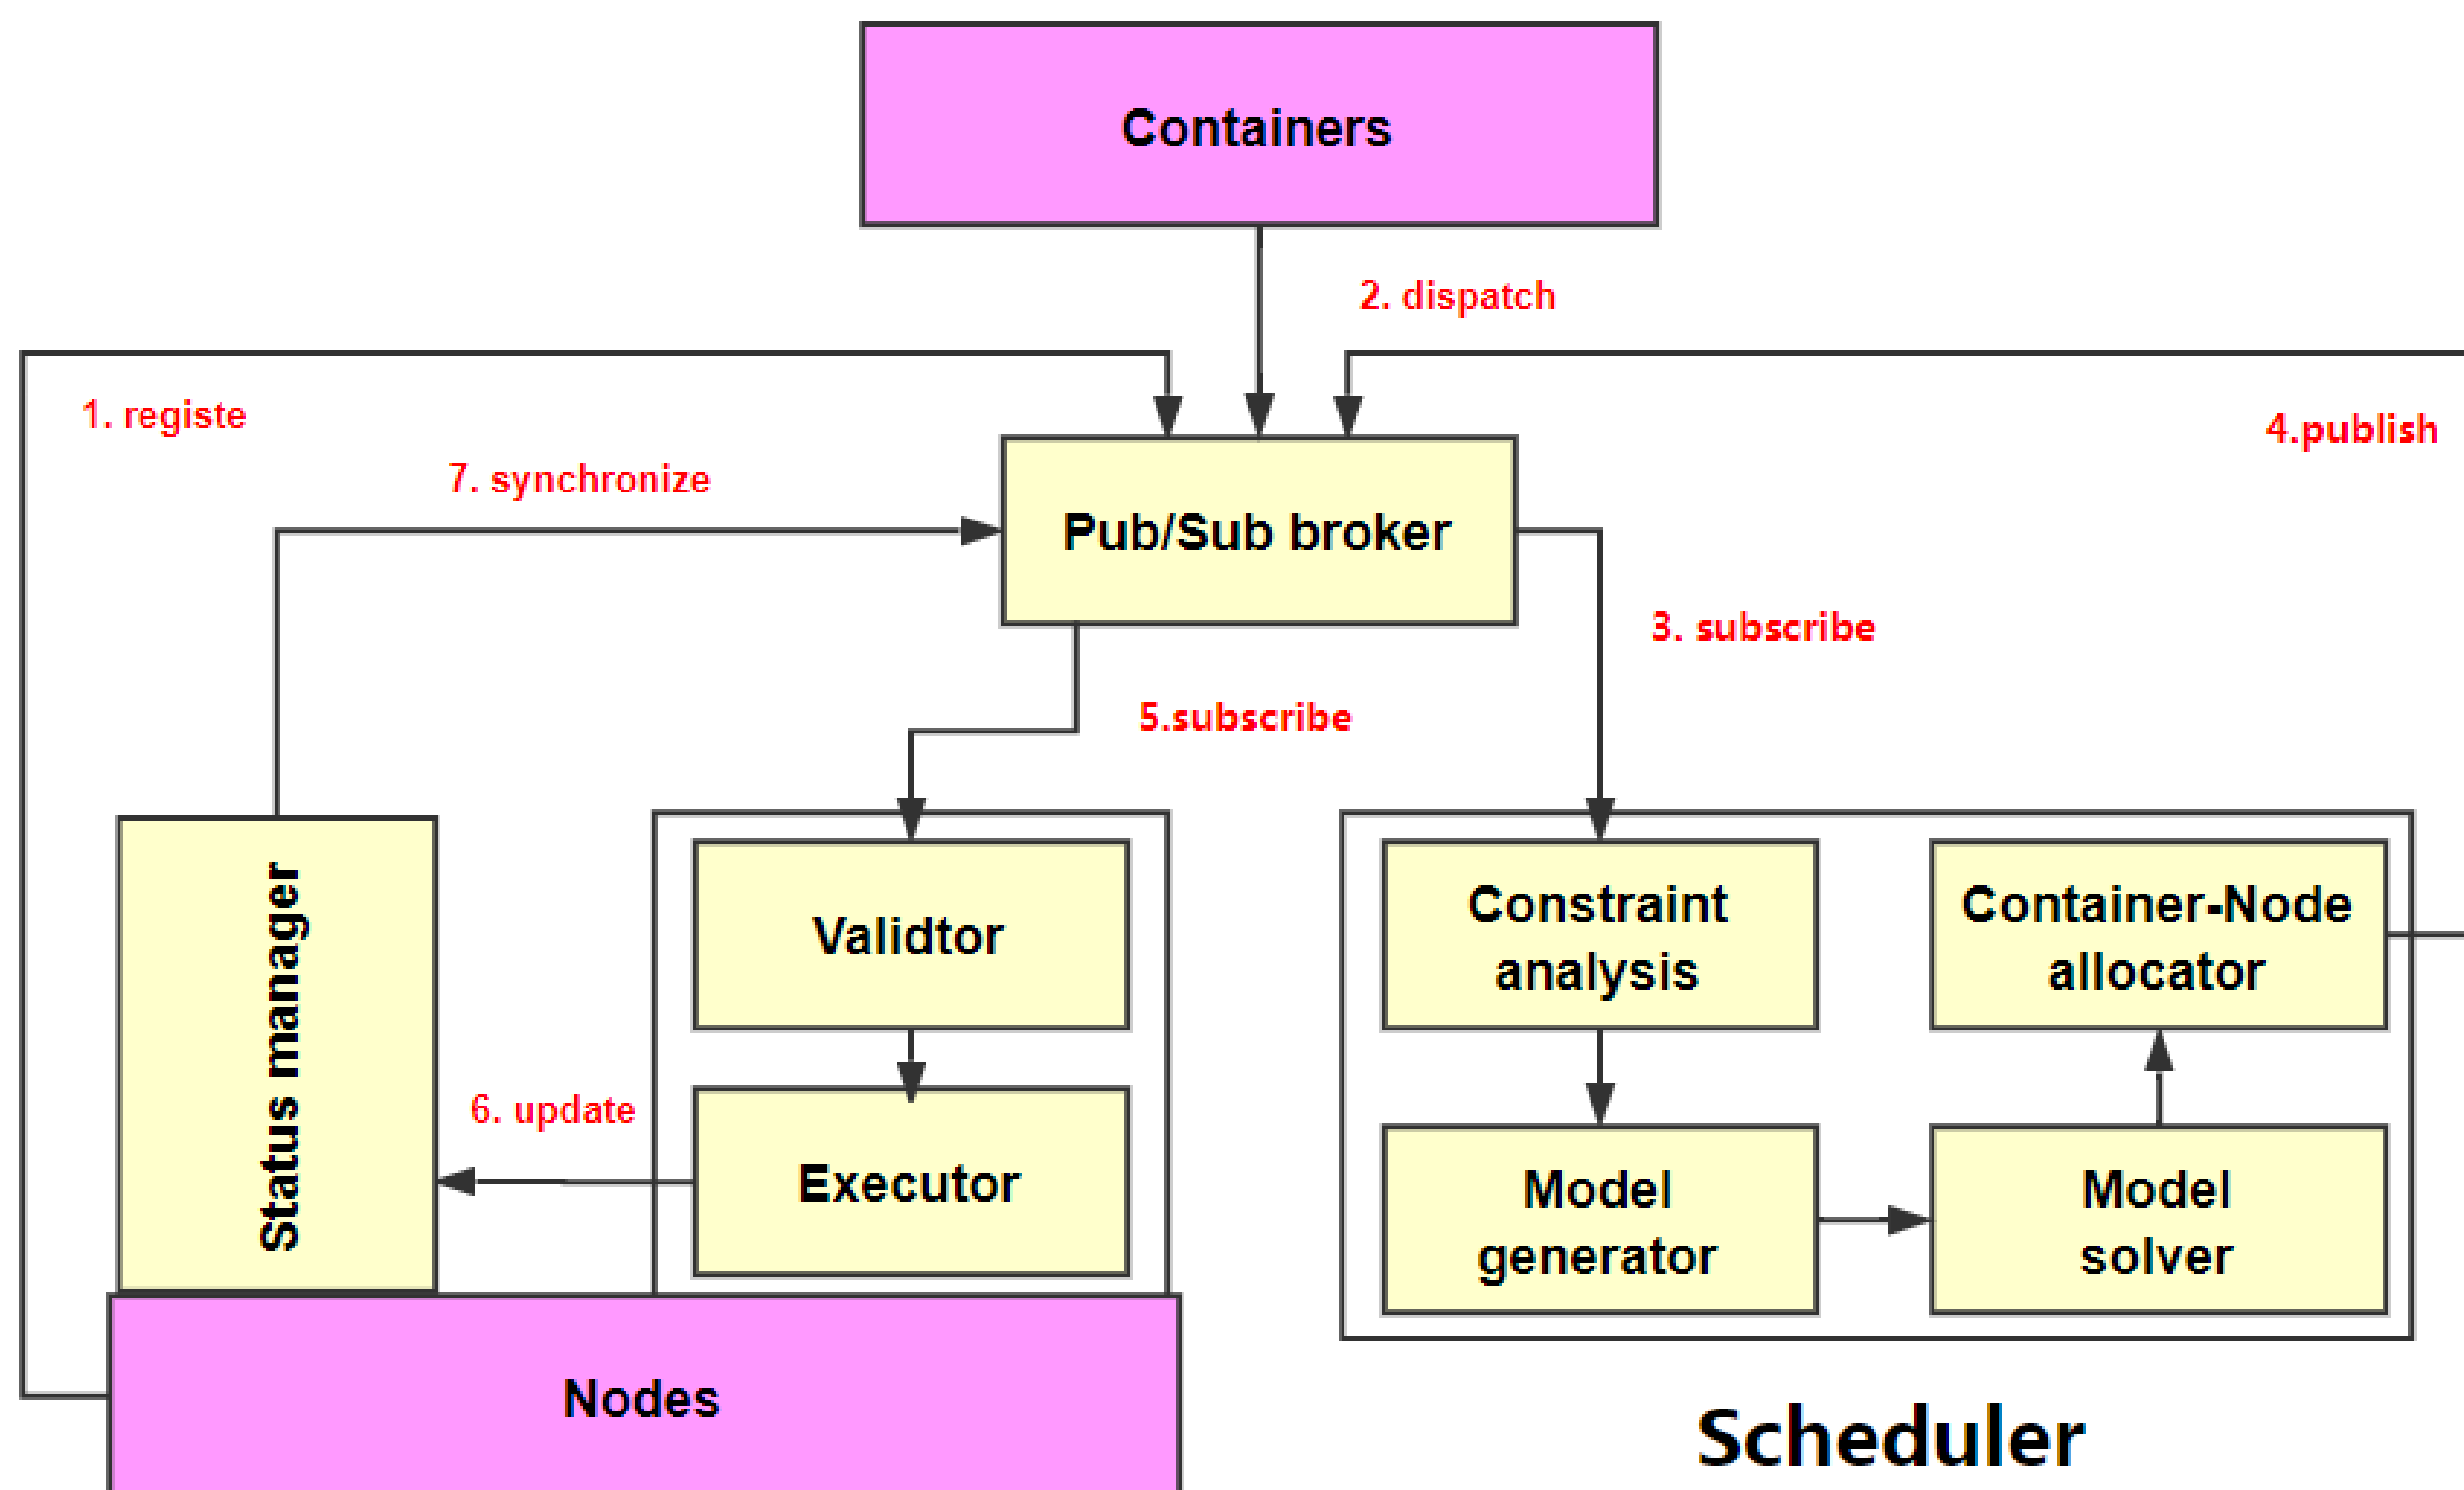 Containers
2. dispatch
1. registe
4.publish
7. synchronize
Pub/Sub broker
3. subscribe
5.subscribe
Status manager
Validtor
Constraint
analysis
Container-Node
allocator
6. update
Executor
Model
generator
Model
solver
Nodes
Scheduler